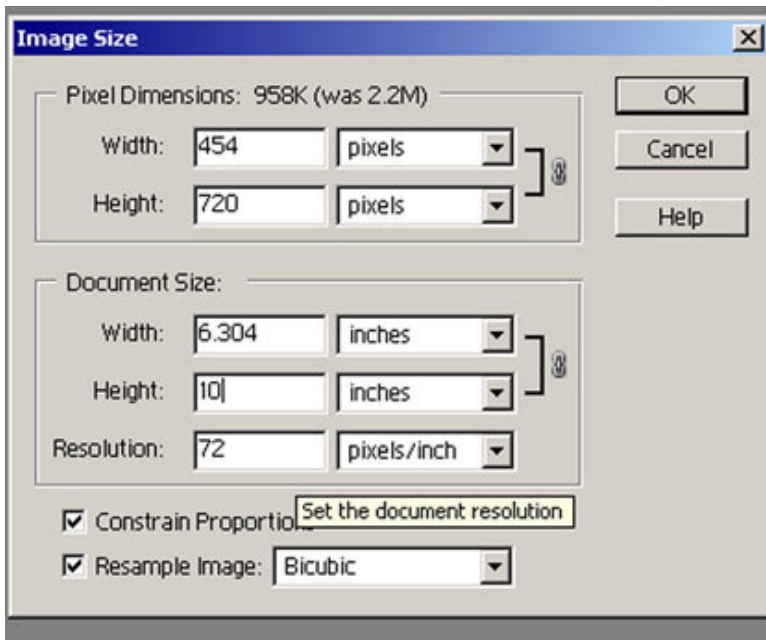 Image Size
Pixel Dimensions: 958K (was 2.2M)
OK
Width: 454 pixels
Cancel
Height: 720 pixels
Help
Document Size:
Width: 6.304 inches
Height: 10 inches
Resolution: 72 pixels/inch
Set the document resolution
Constrain Proportions
Resample Image: Bicubic